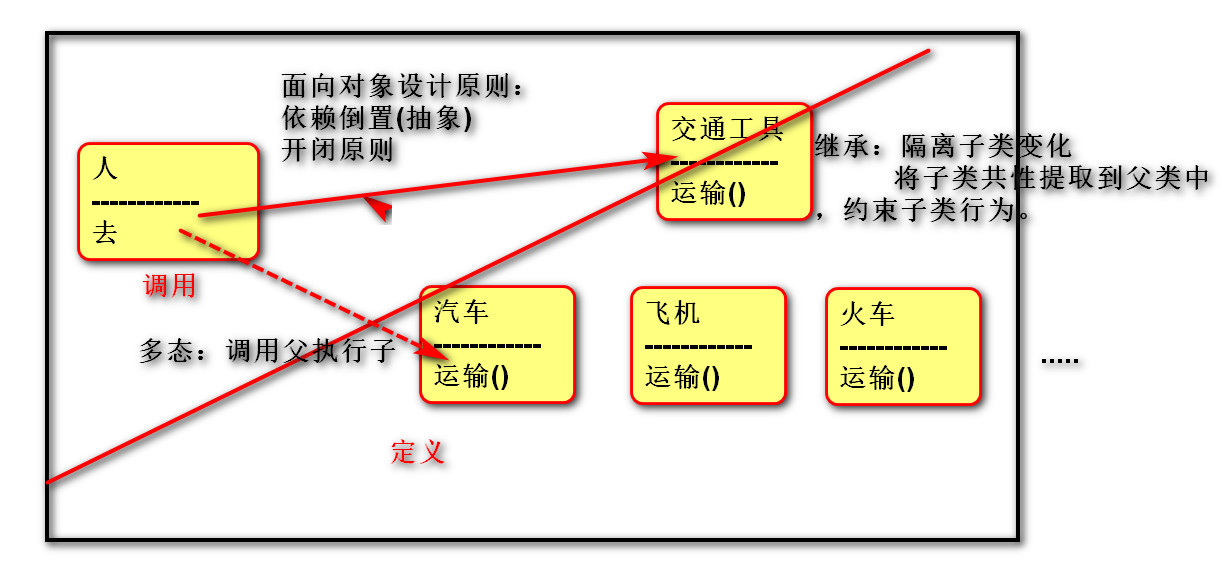 面向对象设计原则：
依赖倒置(抽象)
开闭原则
人
------------
去
调用
交通工具
------------
运输()
继承：隔离子类变化
将子类共性提取到父类中
，约束子类行为。
多态：调用父执行子
汽车
------------
运输()
飞机
------------
运输()
火车
------------
运输()
.....
定义